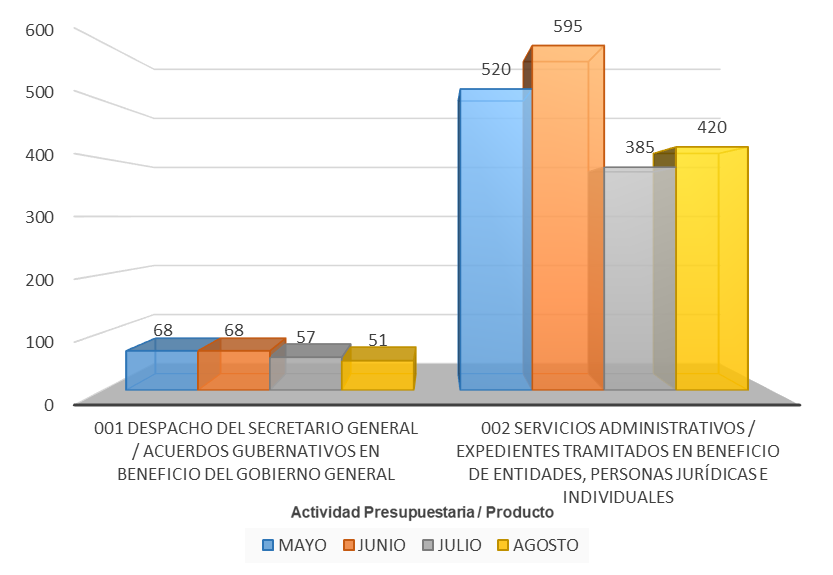 600
500
400
300
200
100
0
68
68
57
51
520
595
385
420
001 DESPACHO DEL SECRETARIO GENERAL
/ ACUERDOS GUBERNATIVOS EN
BENEFICIO DEL GOBIERNO GENERAL
002 SERVICIOS ADMINISTRATIVOS /
EXPEDIENTES TRAMITADOS EN BENEFICIO
DE ENTIDADES, PERSONAS JURÍDICAS E
INDIVIDUALES
Actividad Presupuestaria / Producto
MAYO JUNIO JULIO AGOSTO